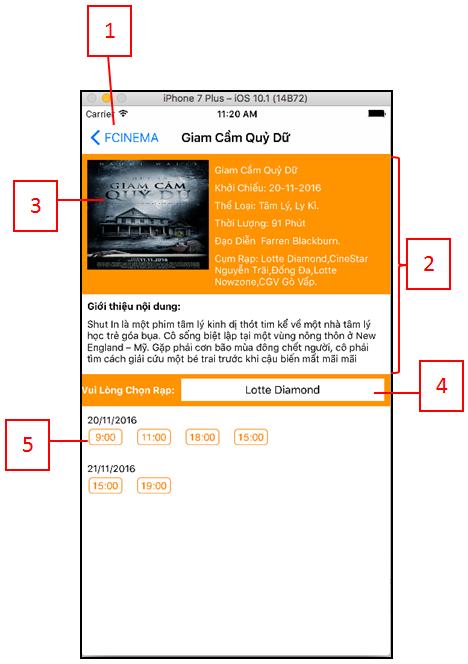 1
iPhone 7 Plus – iOS 10.1 (14B72)
Carrier 11:20 AM
FCINEMA Giam Cầm Quỷ Dữ
GIAM CẦM
QUỶ DỮ
11.11.2016
3
Giam Cầm Quỷ Dữ
Khởi Chiếu: 20-11-2016
Thể Loại: Tâm Lý, Ly Kì.
Thời Lượng: 91 Phút
Đạo Diễn Farren Blackburn.
Cụm Rạp: Lotte Diamond,CineStar
Nguyễn Trãi,Đống Đa,Lotte
Nowzone,CGV Gò Vấp.
2
Giới thiệu nội dung:
Shut In là một phim tâm lý kinh dị thót tim kể về một nhà tâm lý
học trẻ góa bụa. Cô sống biệt lập tại một vùng nông thôn ở New
England – Mỹ. Gặp phải cơn bão mùa đông chết người, cô phải
tìm cách giải cứu một bé trai trước khi cậu biến mất mãi mãi
Vui Lòng Chọn Rạp: Lotte Diamond
4
20/11/2016
5
9:00 11:00 18:00 15:00
21/11/2016
15:00 19:00